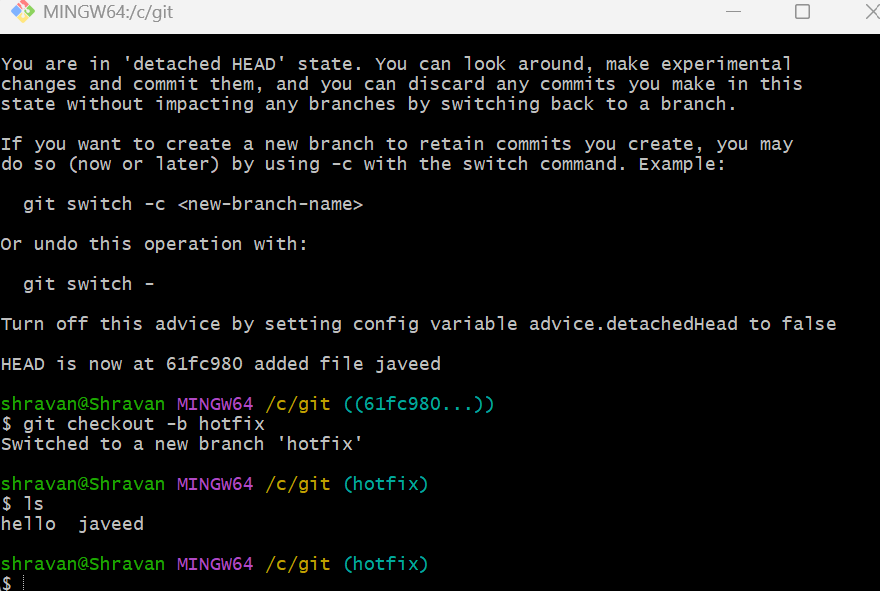 MINGW64:/c/git
You are in 'detached HEAD' state. You can look around, make experimental
changes and commit them, and you can discard any commits you make in this
state without impacting any branches by switching back to a branch.
If you want to create a new branch to retain commits you create, you may
do so (now or later) by using -c with the switch command. Example:
git switch -c <new-branch-name>
Or undo this operation with:
git switch -
Turn off this advice by setting config variable advice.detachedHead to false
HEAD is now at 61fc980 added file javeed
shravan@Shravan MINGW64 /c/git ((61fc980...))
$ git checkout -b hotfix
Switched to a new branch 'hotfix'
shravan@Shravan MINGW64 /c/git (hotfix)
$ ls
hello  javeed
shravan@Shravan MINGW64 /c/git (hotfix)
$